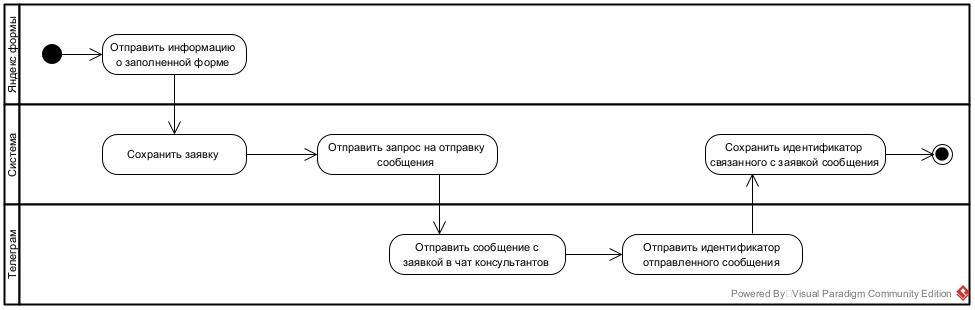 Яндекс формы
Отправить информацию
о заполненной форме
Система
Сохранить заявку
Отправить запрос на отправку
сообщения
Сохранить идентификатор
связанного с заявкой сообщения
Телеграм
Отправить сообщение с
заявкой в чат консультантов
Отправить идентификатор
отправленного сообщения
Powered By Visual Paradigm Community Edition